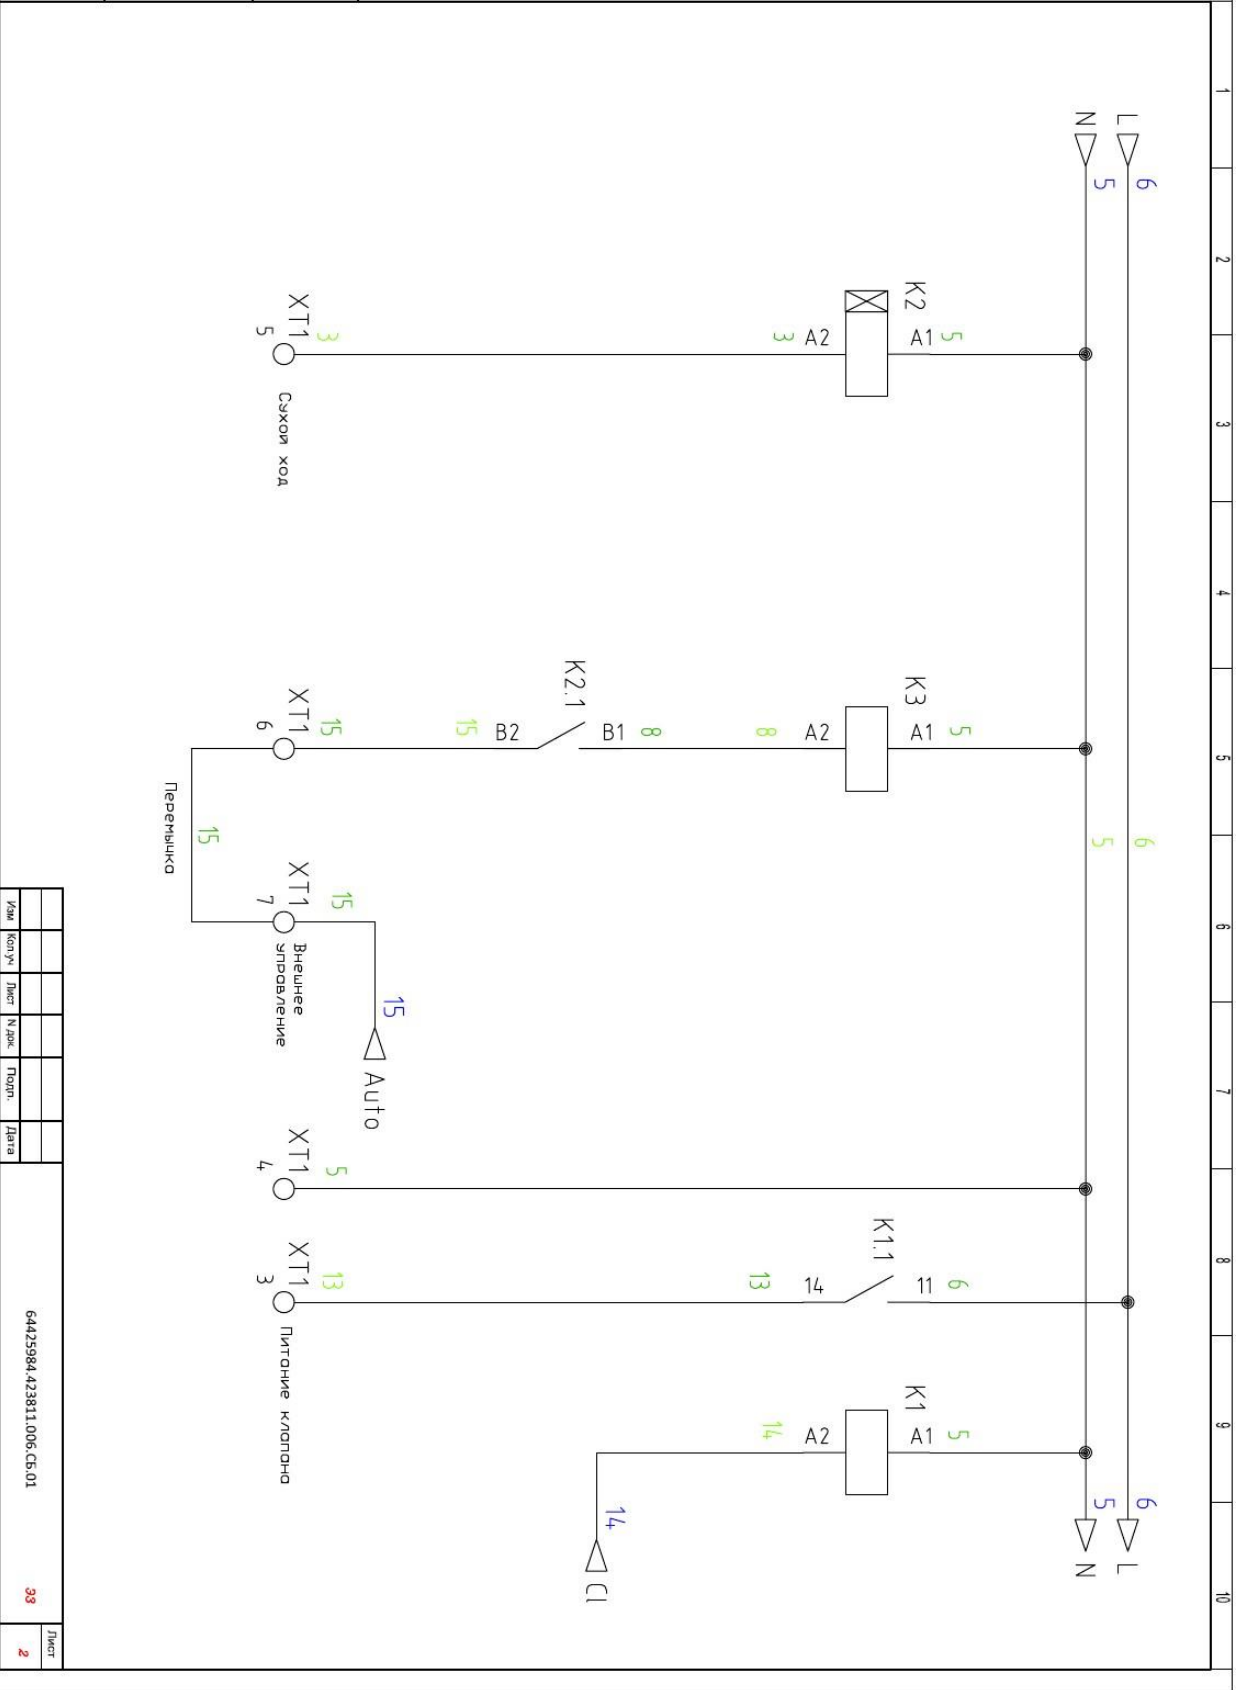 1
2
3
4
5
6
7
8
9
10
L
6
6
6
L
N
5
5
5
N
K2
A1
5
A2
3
XT1
3
5
Сухой ход
K3
A1
5
A2
8
K2.1
B1
8
B2
15
XT1
15
6
15
Перемычка
XT1
15
7
Внешнее
управление
15
Auto
XT1
5
4
K1.1
11
6
14
13
XT1
13
3
Питание клапана
K1
A1
5
A2
14
14
Cl
Изм
Кол.уч
Лист
N док.
Подп.
Дата
64425984.423811.006.СБ.01
ЭЗ
Лист
2